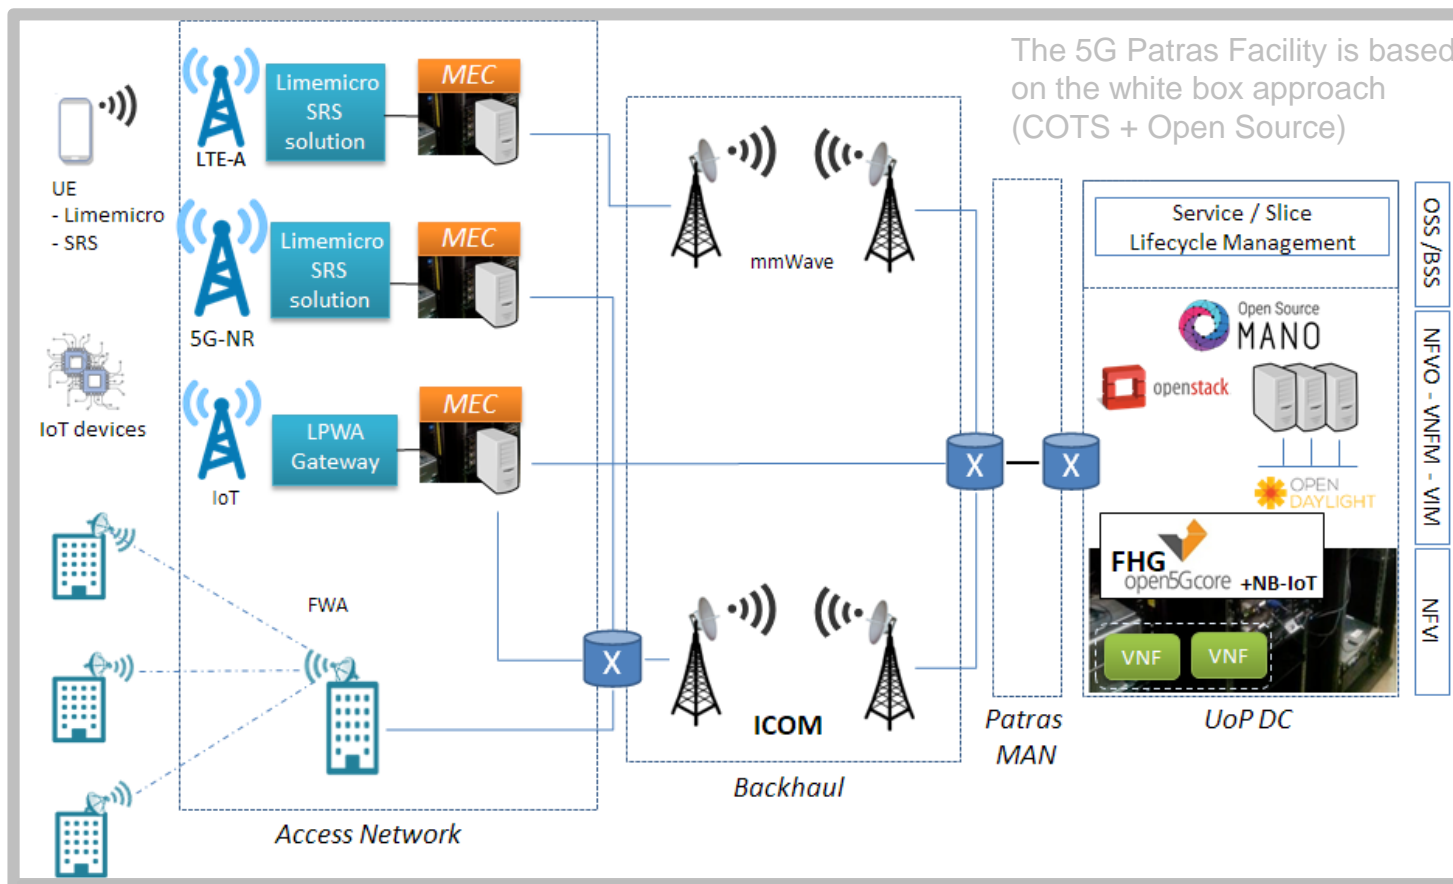 The 5G Patras Facility is based
on the white box approach
(COTS + Open Source)
UE
- Limemicro
- SRS
LTE-A
Limemicro
SRS
solution
MEC
5G-NR
Limemicro
SRS
solution
MEC
IoT devices
IoT
LPWA
Gateway
MEC
FWA
Access Network
mmWave
X
ICOM
Backhaul
X
X
Patras
MAN
Service / Slice
Lifecycle Management
Open Source
MANO
openstack
OPEN
DAYLIGHT
FHG
open5Gcore +NB-IoT
VNF
VNF
UoP DC
OSS /BSS
NFVO - VNFM - VIM
NFVI